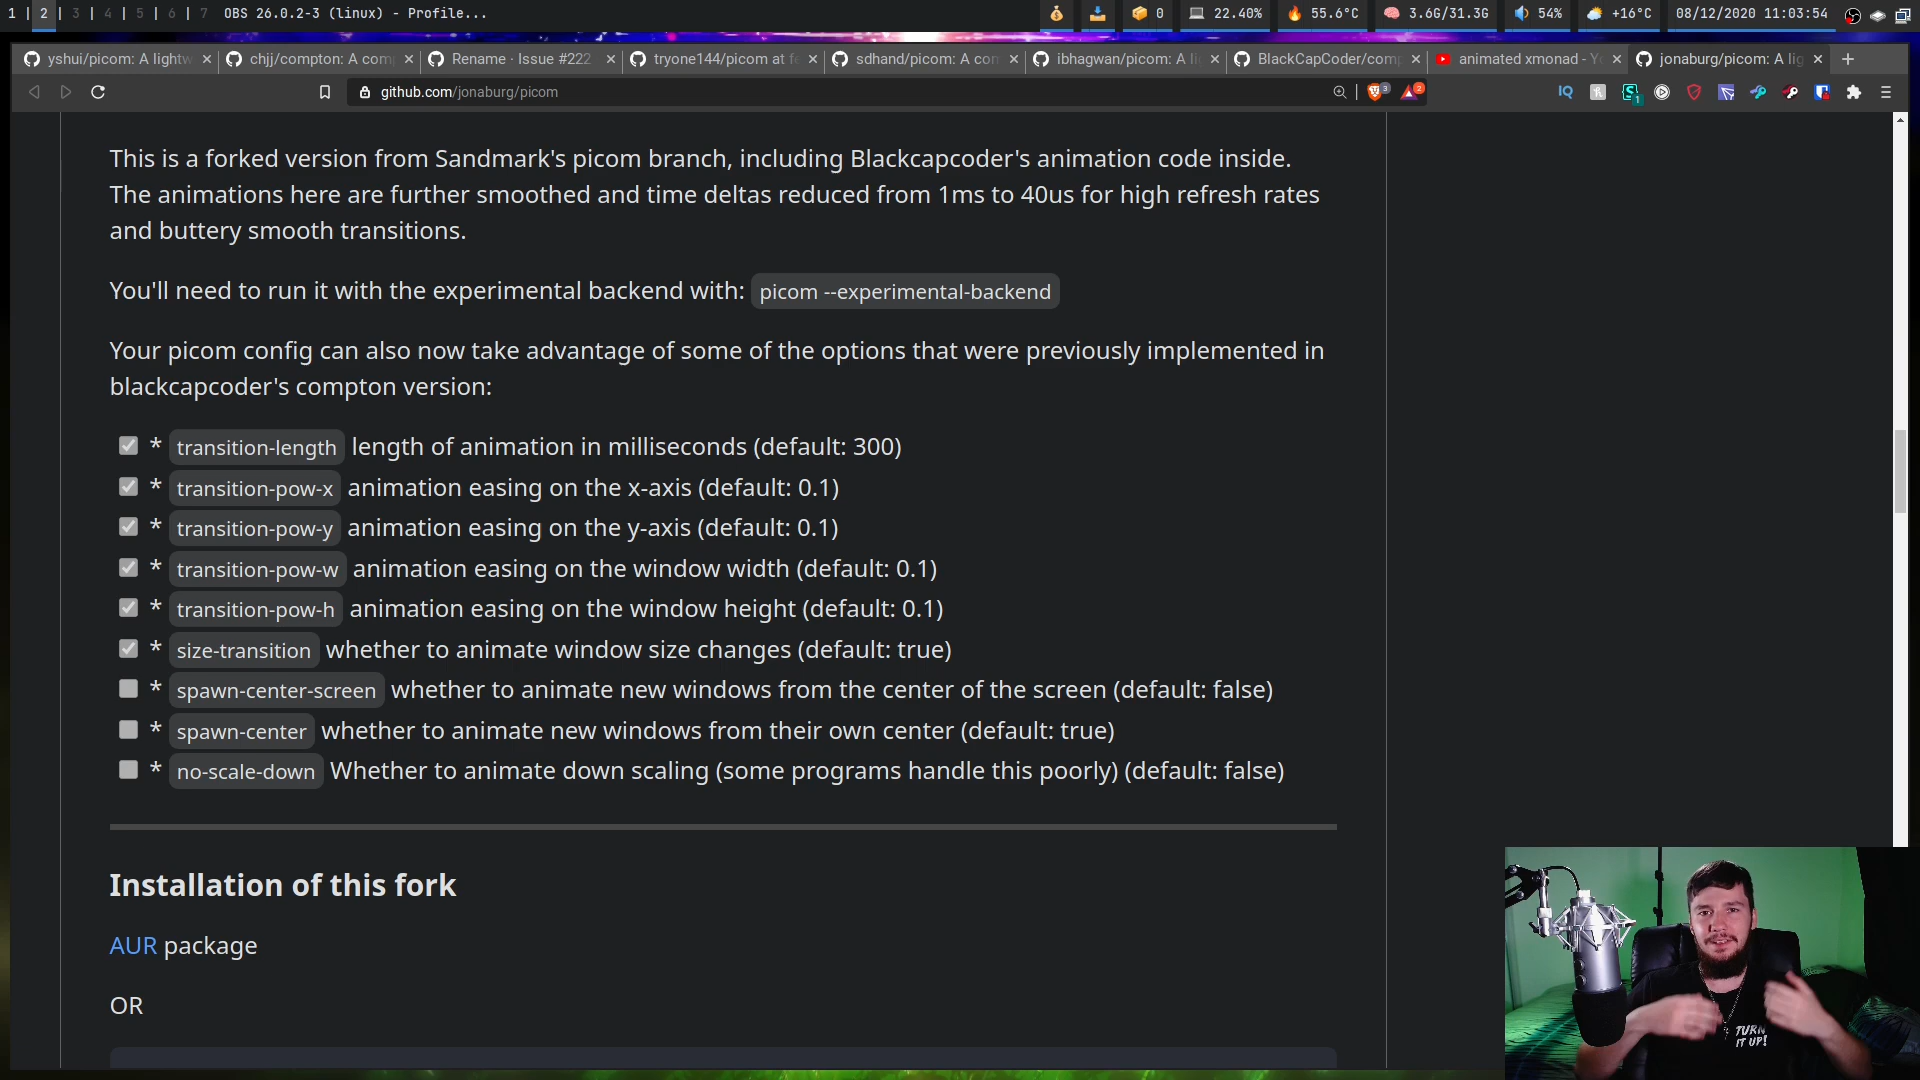 1 | 2 | 3 | 4 | 5 | 6 | 7 OBS 26.0.2-3 (linux) - Profile... 0 22.40% 55.6°C 3.6G/31.3G 54% +16°C 08/12/2020 11:03:54
yshui/picom: A lightw chjj/compton: A com Rename · Issue #222 tryone144/picom at fe sdhand/picom: A com ibhagwan/picom: A li BlackCapCoder/comp animated xmonad - Yo jonaburg/picom: A lig
github.com/jonaburg/picom 3 2 IQ 1
This is a forked version from Sandmark's picom branch, including Blackcapcoder's animation code inside.
The animations here are further smoothed and time deltas reduced from 1ms to 40us for high refresh rates
and buttery smooth transitions.
You'll need to run it with the experimental backend with: picom --experimental-backend
Your picom config can also now take advantage of some of the options that were previously implemented in
blackcapcoder's compton version:
* transition-length length of animation in milliseconds (default: 300)
* transition-pow-x animation easing on the x-axis (default: 0.1)
* transition-pow-y animation easing on the y-axis (default: 0.1)
* transition-pow-w animation easing on the window width (default: 0.1)
* transition-pow-h animation easing on the window height (default: 0.1)
* size-transition whether to animate window size changes (default: true)
* spawn-center-screen whether to animate new windows from the center of the screen (default: false)
* spawn-center whether to animate new windows from their own center (default: true)
* no-scale-down Whether to animate down scaling (some programs handle this poorly) (default: false)
Installation of this fork
AUR package
OR
TURN
IT UP!